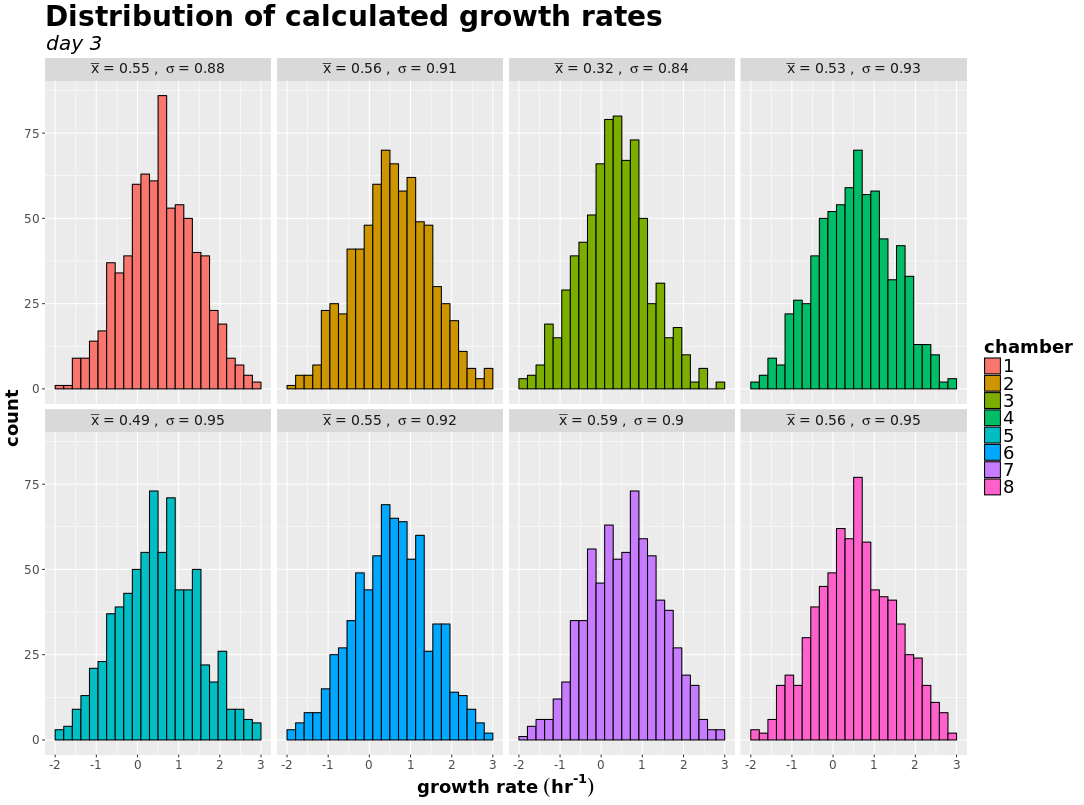 Distribution of calculated growth rates
day 3
x̅ = 0.55 , σ = 0.88
x̅ = 0.56 , σ = 0.91
x̅ = 0.32 , σ = 0.84
x̅ = 0.53 , σ = 0.93
75
50
25
0
x̅ = 0.49 , σ = 0.95
x̅ = 0.55 , σ = 0.92
x̅ = 0.59 , σ = 0.9
x̅ = 0.56 , σ = 0.95
75
50
25
0
-2 -1 0 1 2 3
-2 -1 0 1 2 3
-2 -1 0 1 2 3
-2 -1 0 1 2 3
count
growth rate (hr⁻¹)
chamber
1
2
3
4
5
6
7
8